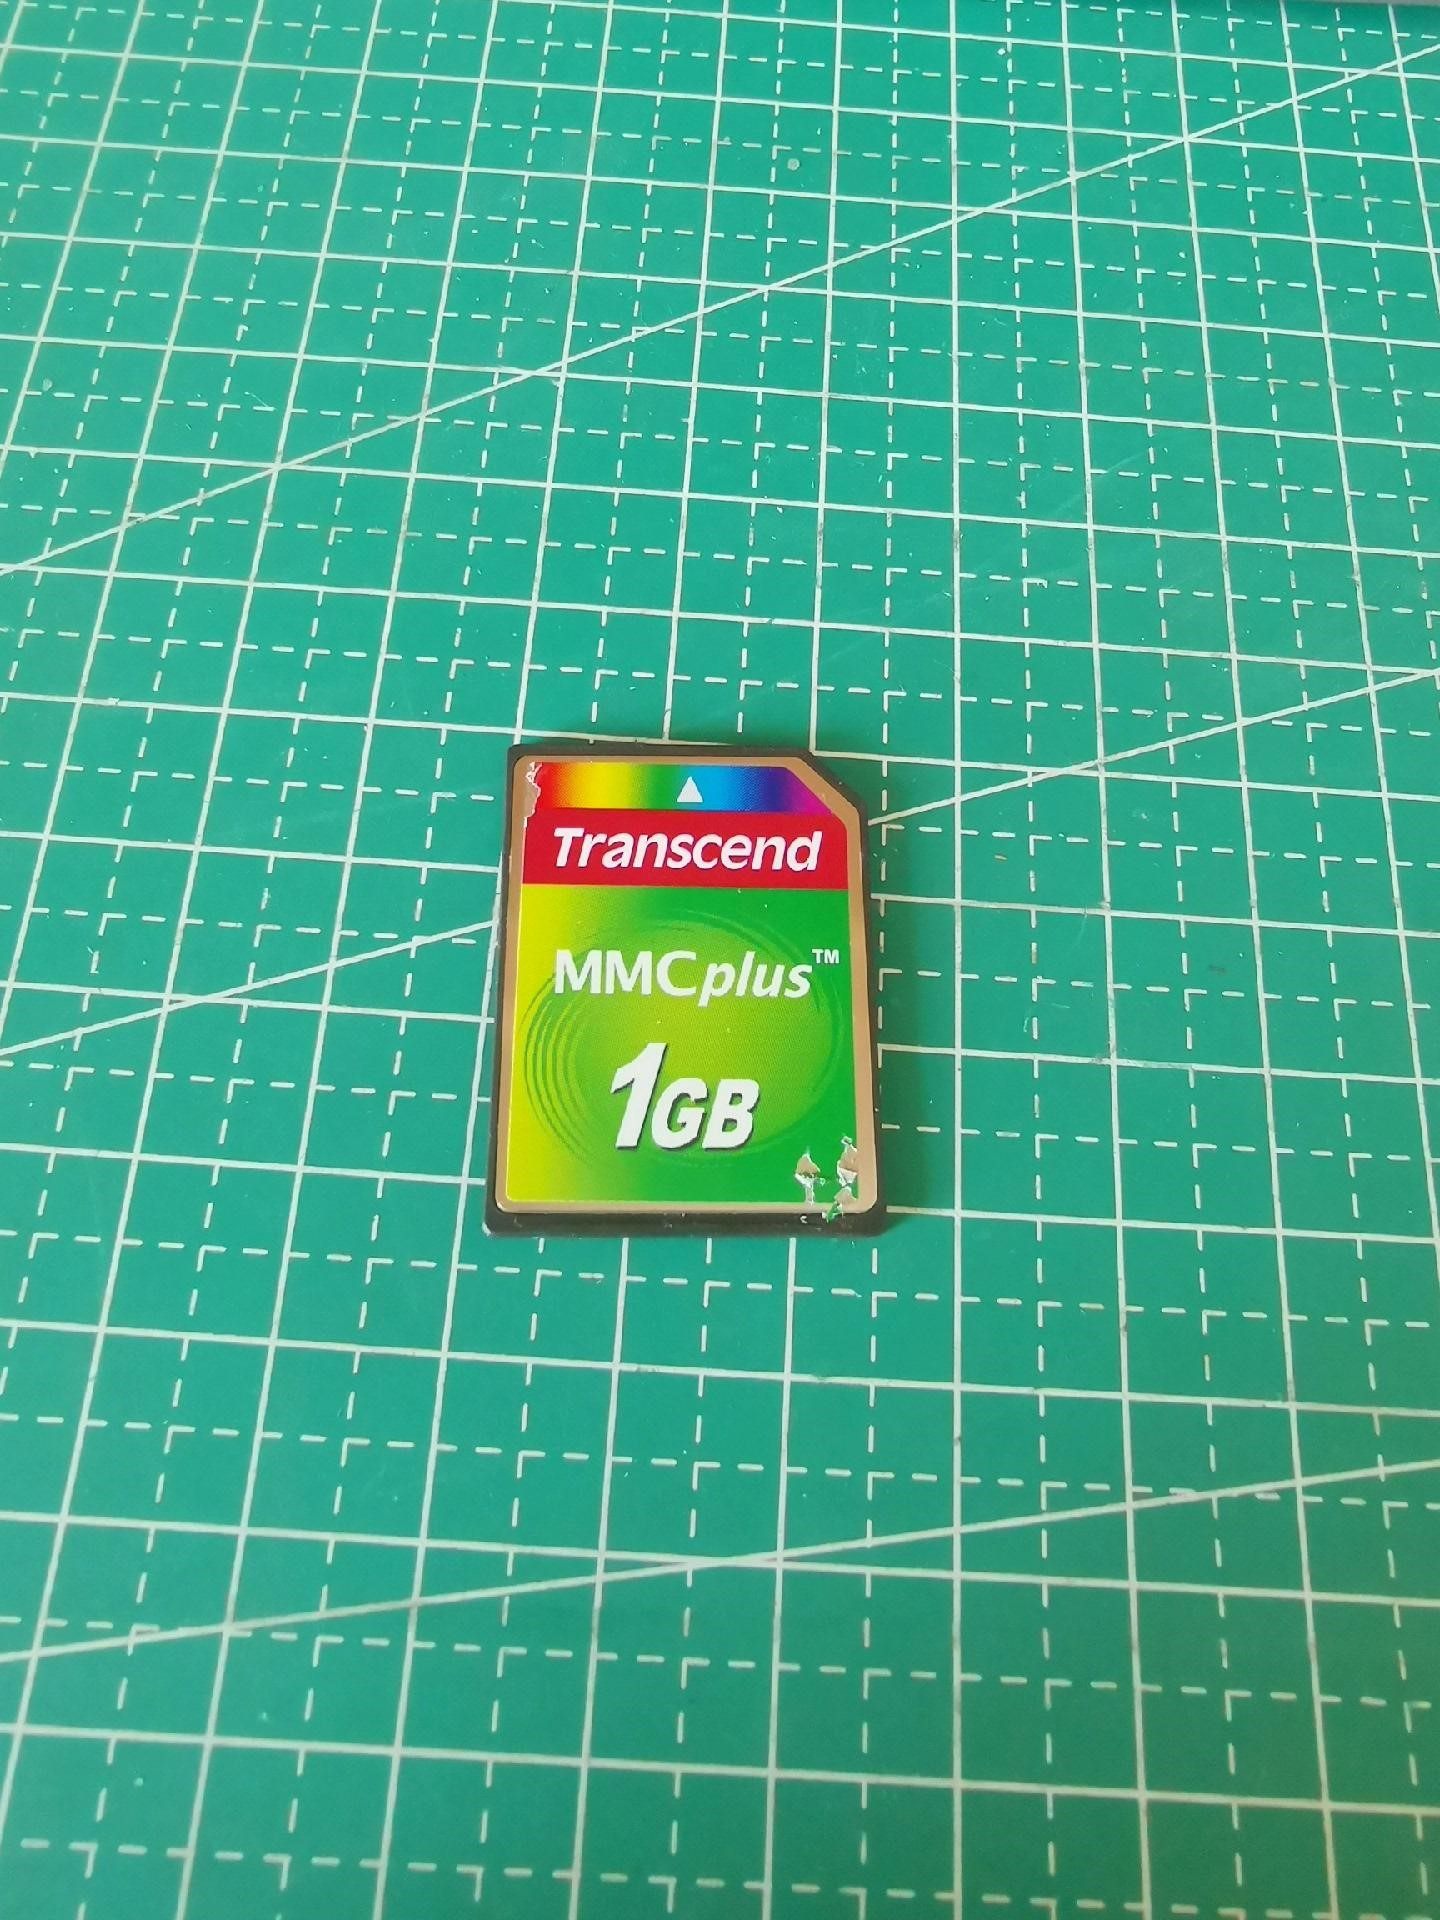 Transcend
MMCplus™
1GB